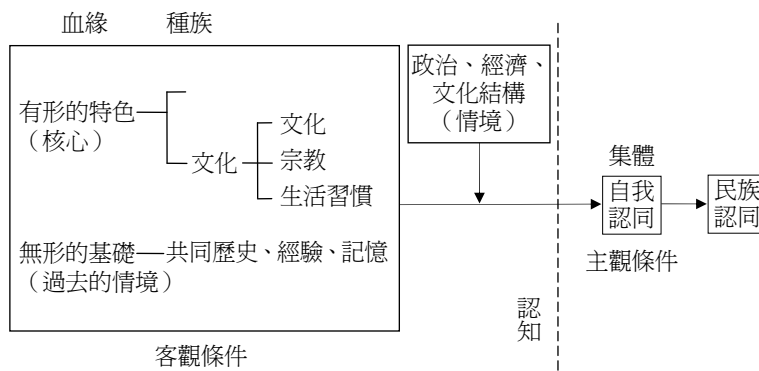 血緣 種族
有形的特色
(核心)
文化
文化
宗教
生活習慣
無形的基礎
共同歷史、經驗、記憶
(過去的情境)
客觀條件
政治、經濟、
文化結構
(情境)
認知
集體
自我
認同
主觀條件
民族
認同